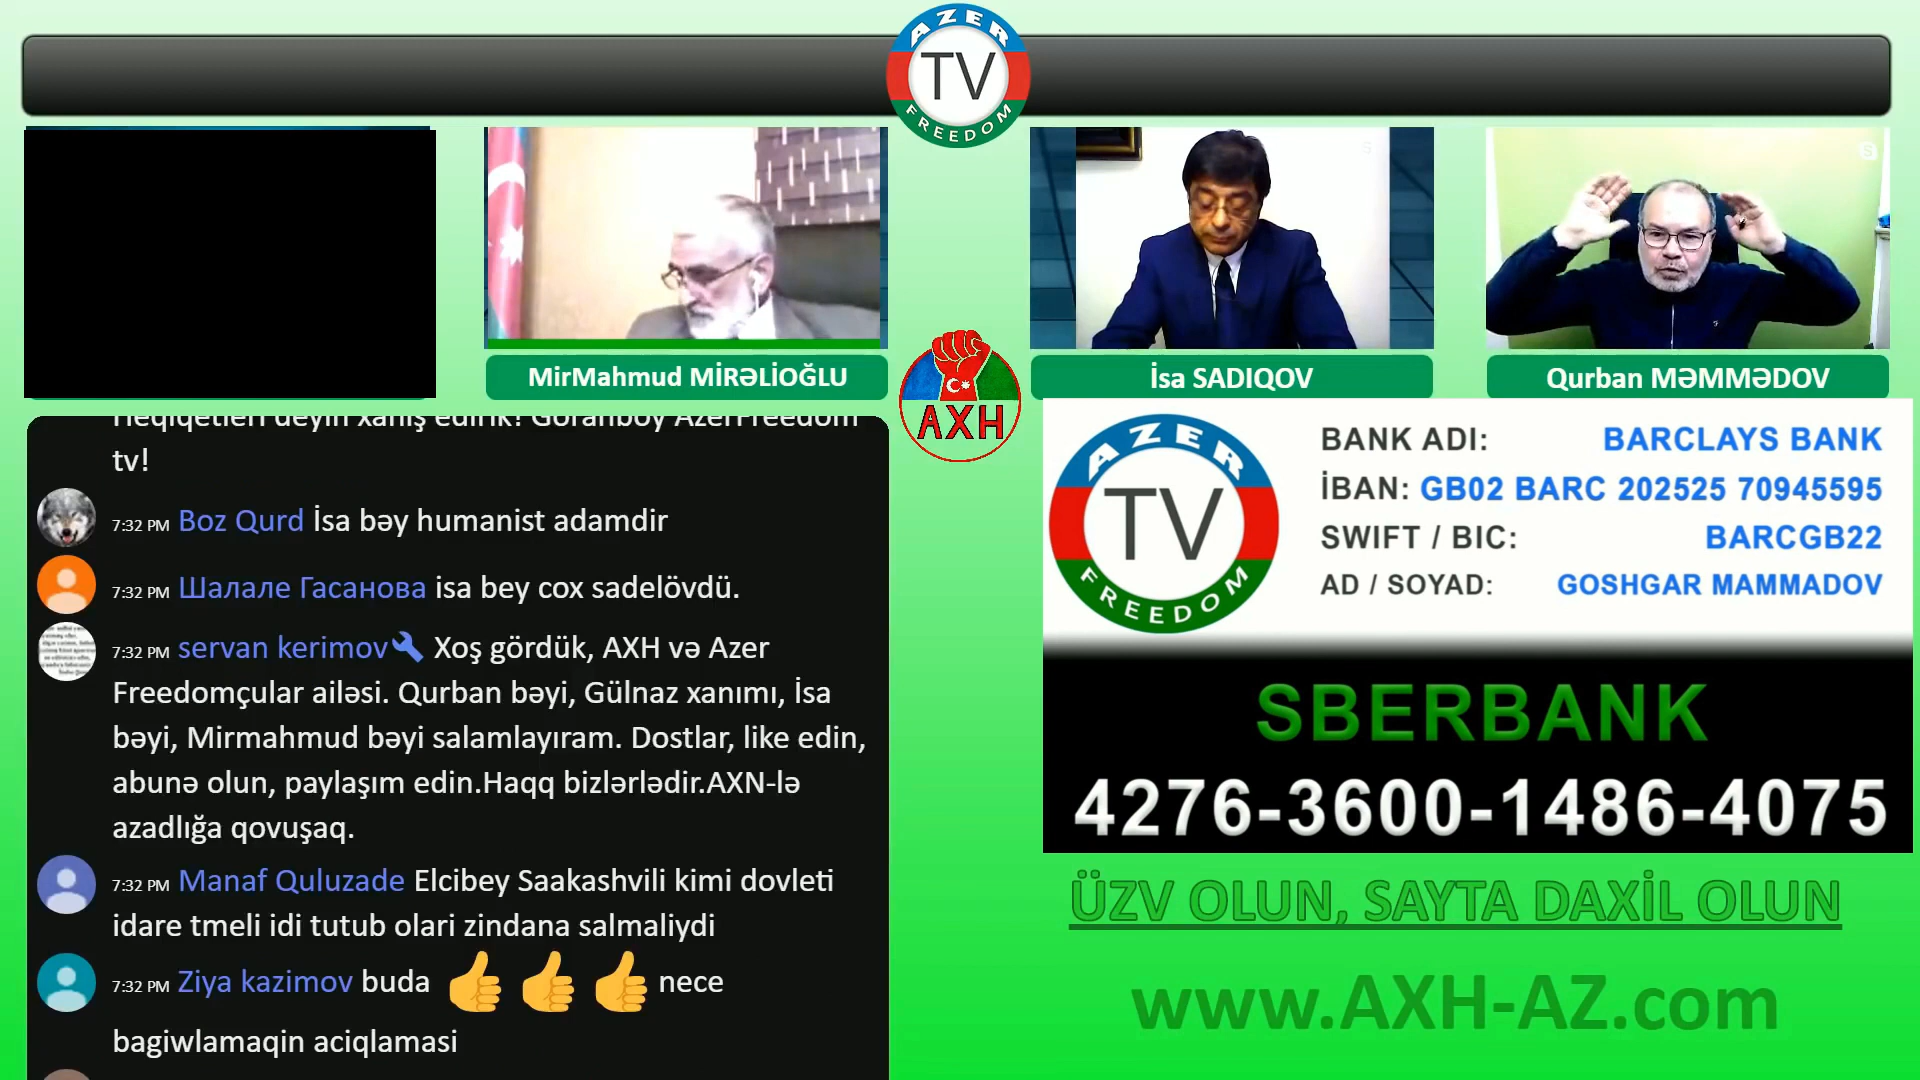 AZER
TV
FREEDOM
MirMahmud MİRƏLİOĞLU
İsa SADIQOV
Qurban MƏMMƏDOV
AXH
Heqiqetleri deyin xahiş edirik! Goranboy AzerFreedom
tv!
7:32 PM Boz Qurd İsa bəy humanist adamdir
7:32 PM Шалале Гасанова isa bey cox sadelövdü.
7:32 PM servan kerimov Xoş gördük, AXH və Azer
Freedomçular ailəsi. Qurban bəyi, Gülnaz xanımı, İsa
bəyi, Mirmahmud bəyi salamlayıram. Dostlar, like edin,
abunə olun, paylaşım edin.Haqq bizlərlədir.AXN-lə
azadlığa qovuşaq.
7:32 PM Manaf Quluzade Elcibey Saakashvili kimi dovleti
idare tmeli idi tutub olari zindana salmaliydi
7:32 PM Ziya kazimov buda 👍 👍 👍 nece
bagiwlamaqin aciqlamasi
AZER
TV
FREEDOM
BANK ADI: BARCLAYS BANK
İBAN: GB02 BARC 202525 70945595
SWIFT / BIC: BARCGB22
AD / SOYAD: GOSHGAR MAMMADOV
SBERBANK
4276-3600-1486-4075
ÜZV OLUN, SAYTA DAXİL OLUN
www.AXH-AZ.com